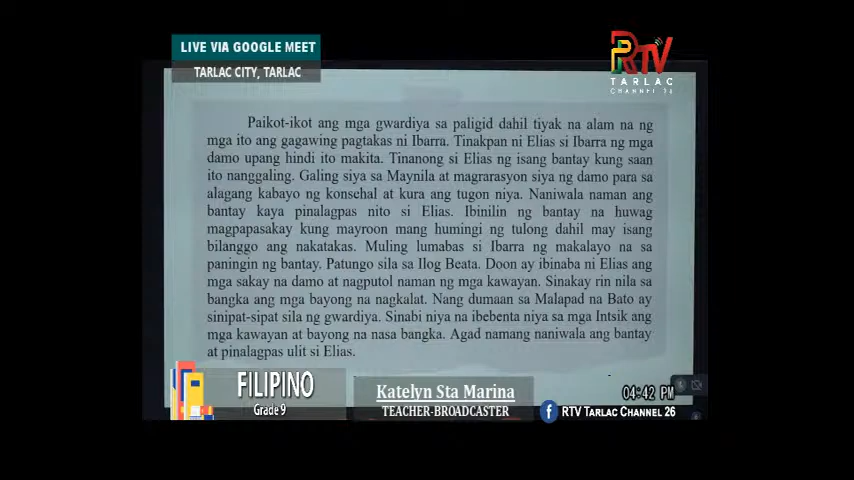 LIVE VIA GOOGLE MEET
TARLAC CITY, TARLAC
RTV
TARLAC
CHANNEL 26
Paikot-ikot ang mga gwardiya sa paligid dahil tiyak na alam na ng
mga ito ang gagawing pagtakas ni Ibarra. Tinakpan ni Elias si Ibarra ng mga
damo upang hindi ito makita. Tinanong si Elias ng isang bantay kung saan
ito nanggaling. Galing siya sa Maynila at magrarasyon siya ng damo para sa
alagang kabayo ng konsehal at kura ang tugon niya. Naniwala naman ang
bantay kaya pinalagpas nito si Elias. Ibinilin ng bantay na huwag
magpapasakay kung mayroon mang humingi ng tulong dahil may isang
bilanggo ang nakatakas. Muling lumabas si Ibarra ng makalayo na sa
paningin ng bantay. Patungo sila sa Ilog Beata. Doon ay ibinaba ni Elias ang
mga sakay na damo at nagputol naman ng mga kawayan. Sinakay rin nila sa
bangka ang mga bayong na nagkalat. Nang dumaan sa Malapad na Bato ay
sinipat-sipat sila ng gwardiya. Sinabi niya na ibebenta niya sa mga Intsik ang
mga kawayan at bayong na nasa bangka. Agad namang naniwala ang bantay
at pinalagpas ulit si Elias.
FILIPINO
Grade 9
Katelyn Sta Marina
TEACHER-BROADCASTER
04:42 PM
RTV TARLAC CHANNEL 26